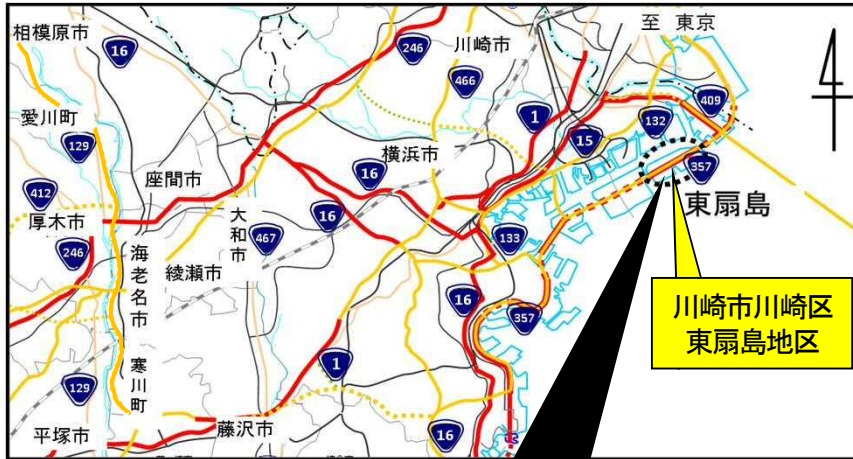 相模原市
16
246
川崎市
至 東京
466
409
愛川町
1
132
129
15
横浜市
357
座間市
16
412
東扇島
厚木市
大和市
16
467
133
246
海老名市
綾瀬市
16
川崎市川崎区
東扇島地区
357
1
129
寒川町
平塚市
藤沢市
16